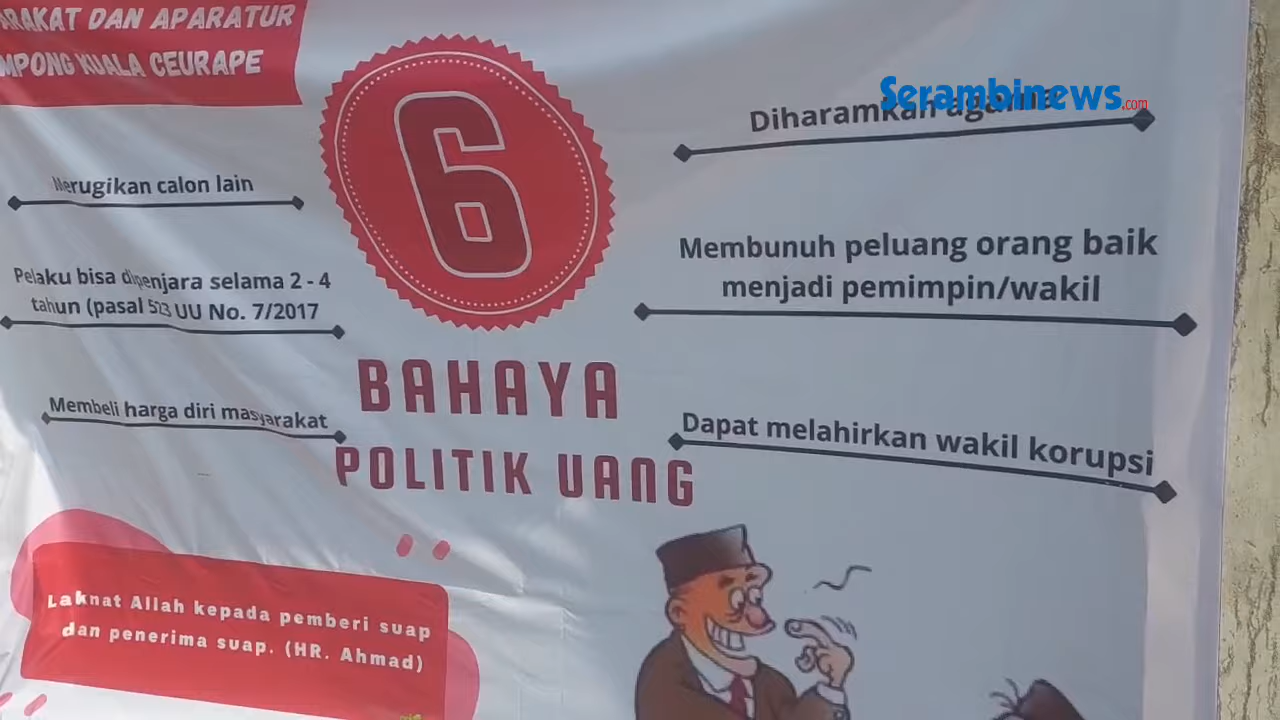 ARAKAT DAN APARATUR
MPONG KUALA CEURAPE
6
BAHAYA
POLITIK UANG
Merugikan calon lain
Pelaku bisa dipenjara selama 2 - 4
tahun (pasal 523 UU No. 7/2017
Membeli harga diri masyarakat
Diharamkan agama
Membunuh peluang orang baik
menjadi pemimpin/wakil
Dapat melahirkan wakil korupsi
Laknat Allah kepada pemberi suap
dan penerima suap. (HR. Ahmad)
Serambinews.com